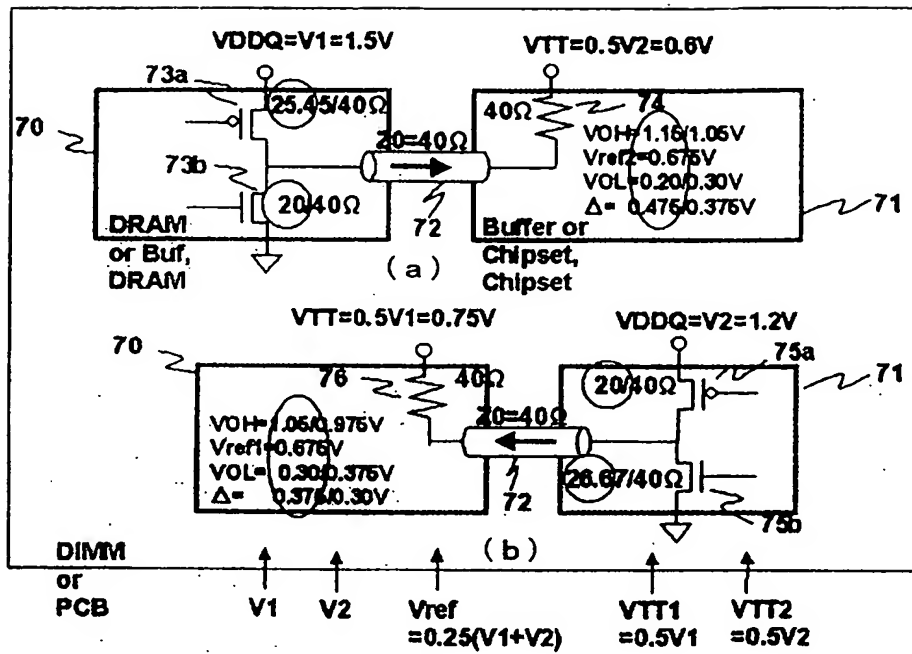 VDDQ=V1=1.5V
VTT=0.5V2=0.6V
73a
25.45/40Ω
40Ω
74
70
Z0=40Ω
VOH=1.15/1.05V
Vref2=0.675V
VOL=0.20/0.30V
Δ= 0.475/0.375V
73b
20/40Ω
72
71
DRAM
or Buf,
DRAM
Buffer or
Chipset,
Chipset
(a)
VTT=0.5V1=0.75V
VDDQ=V2=1.2V
70
76
40Ω
20/40Ω
75a
71
Z0=40Ω
VOH=1.05/0.975V
Vref1=0.675V
VOL= 0.30/0.375V
Δ= 0.375/0.30V
26.67/40Ω
72
75b
(b)
DIMM
or
PCB
V1
V2
Vref
=0.25(V1+V2)
VTT1
=0.5V1
VTT2
=0.5V2